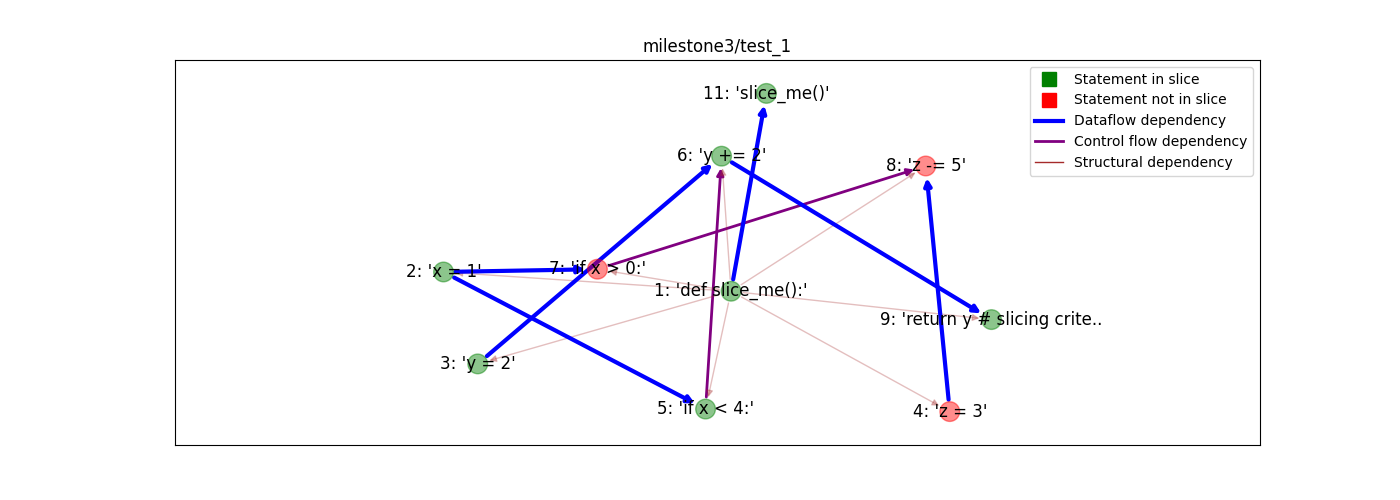 milestone3/test_1
Statement in slice
Statement not in slice
Dataflow dependency
Control flow dependency
Structural dependency
11: 'slice_me()'
6: 'y += 2'
8: 'z -= 5'
2: 'x = 1'
7: 'if x > 0:'
1: 'def slice_me():'
9: 'return y # slicing crite..
3: 'y = 2'
5: 'if x < 4:'
4: 'z = 3'